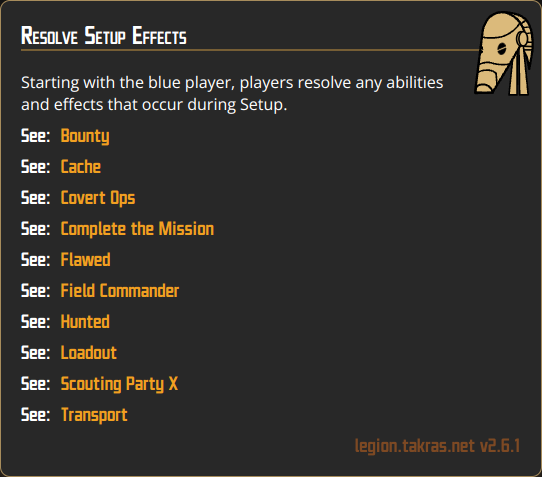 Resolve Setup Effects
Starting with the blue player, players resolve any abilities
and effects that occur during Setup.
See: Bounty
See: Cache
See: Covert Ops
See: Complete the Mission
See: Flawed
See: Field Commander
See: Hunted
See: Loadout
See: Scouting Party X
See: Transport
legion.takras.net v2.6.1